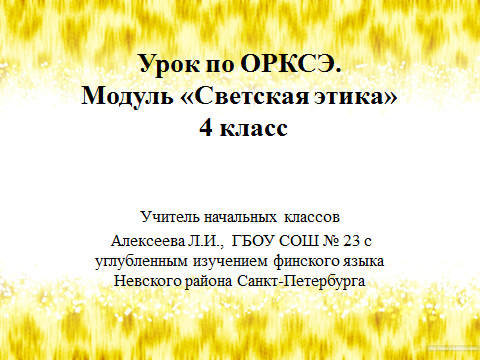 Урок по ОРКСЭ.
Модуль «Светская этика»
4 класс
Учитель начальных классов
Алексеева Л.И., ГБОУ СОШ № 23 с
углубленным изучением финского языка
Невского района Санкт-Петербурга